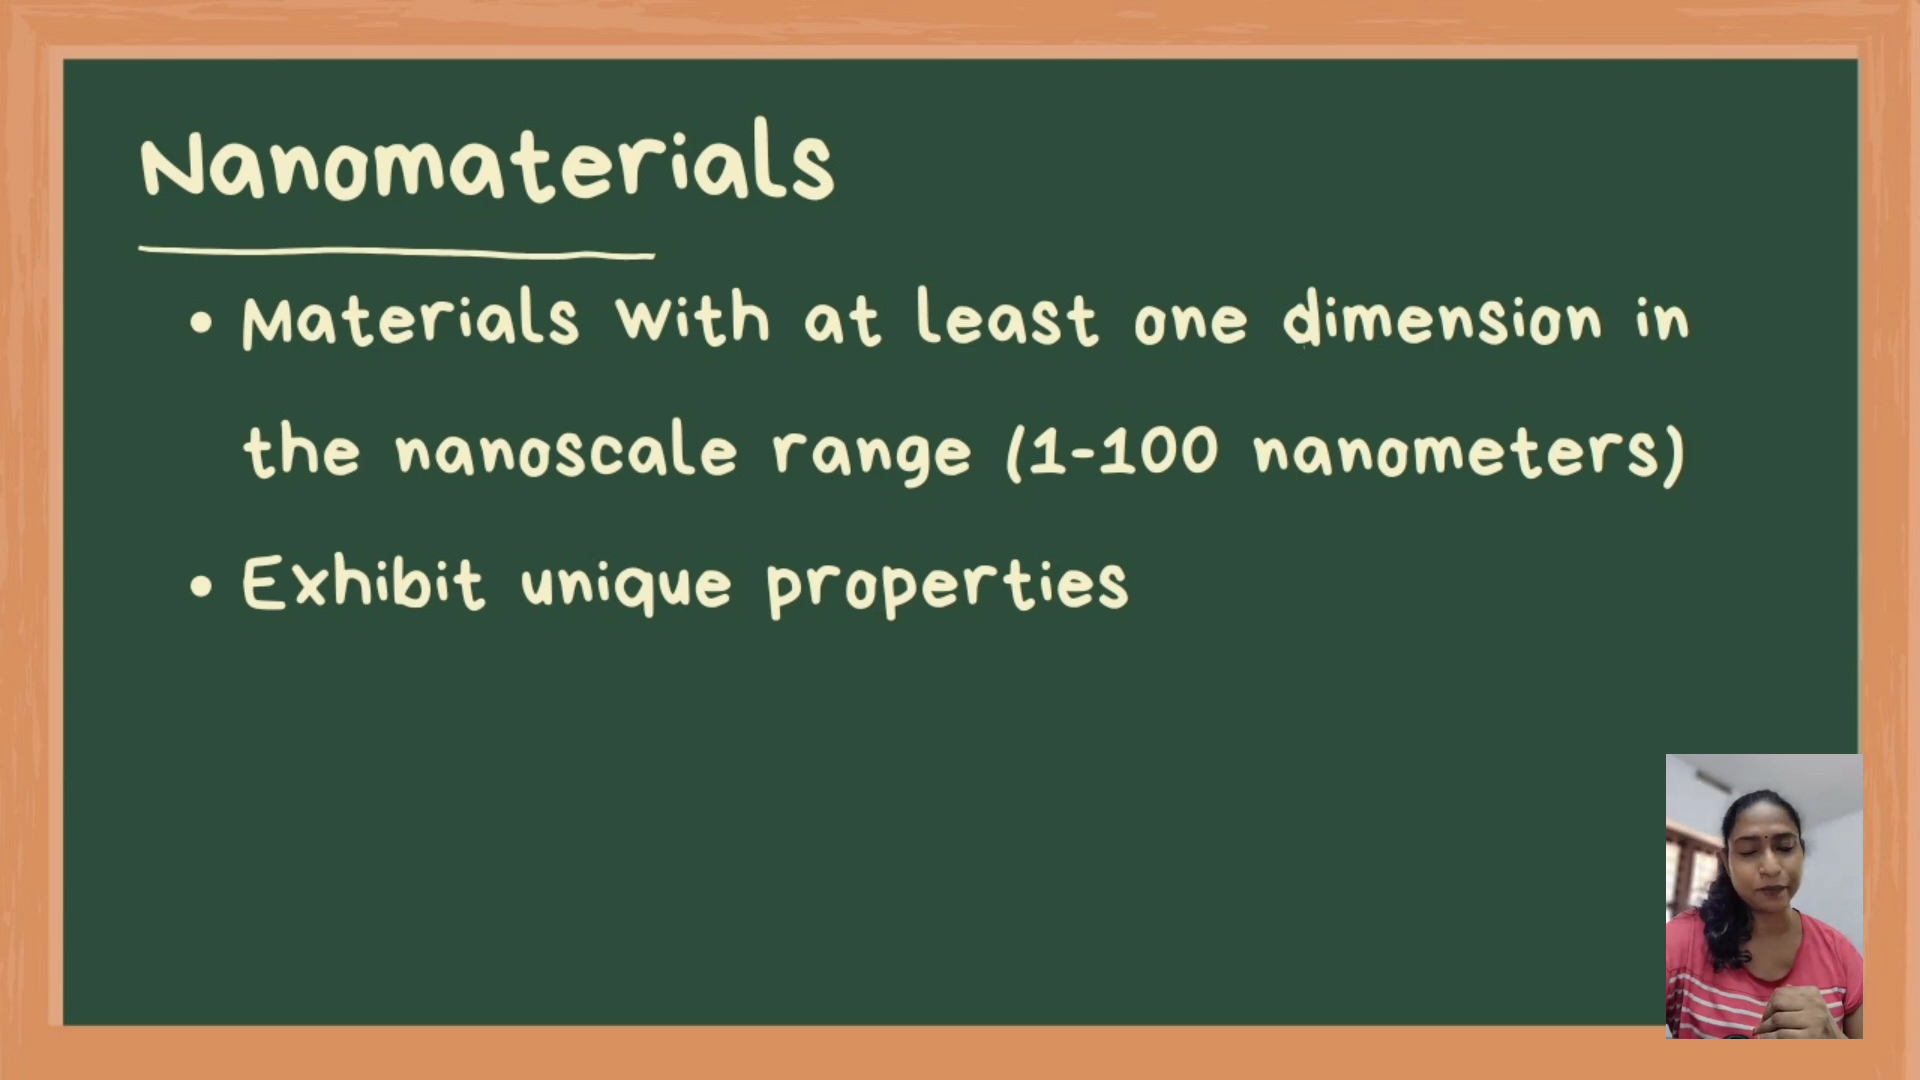 Nanomaterials
• Materials with at least one dimension in
the nanoscale range (1-100 nanometers)
• Exhibit unique properties